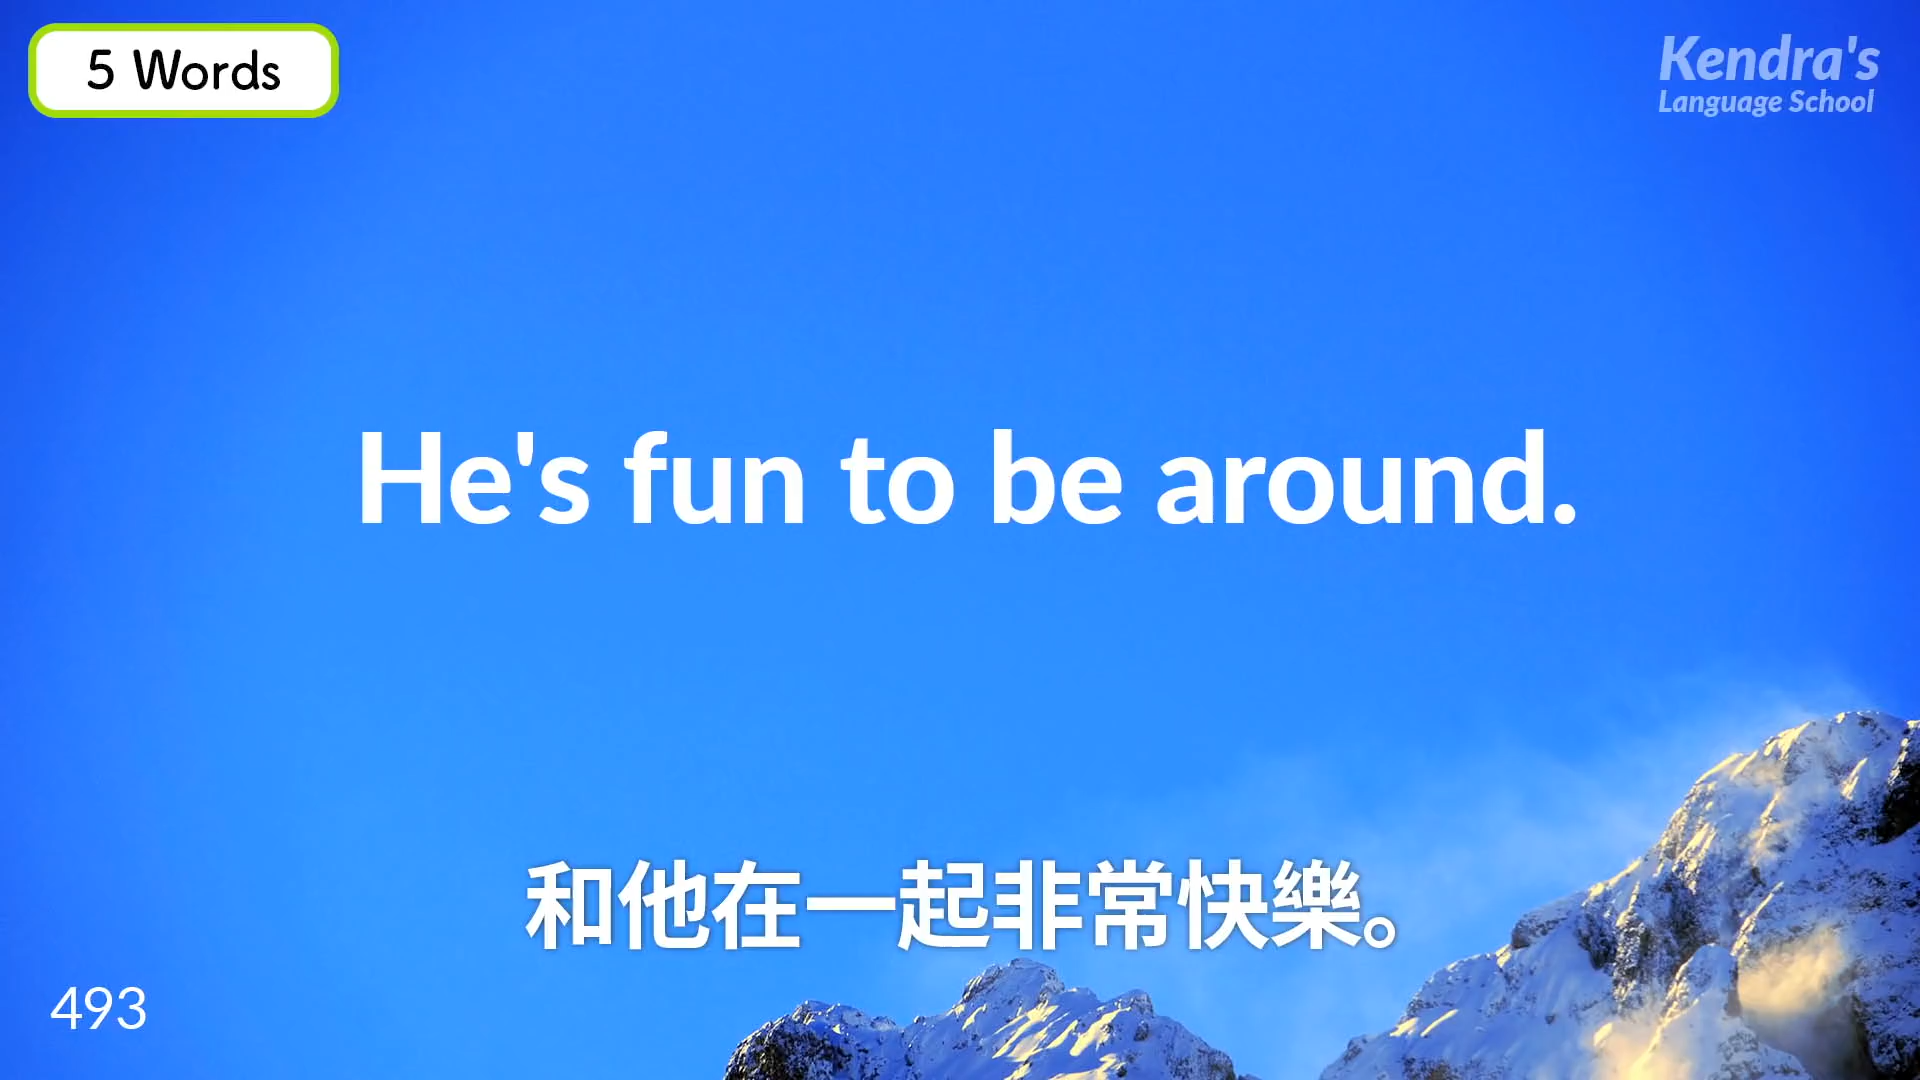 5 Words
Kendra's
Language School
He's fun to be around.
和他在一起非常快樂。
493